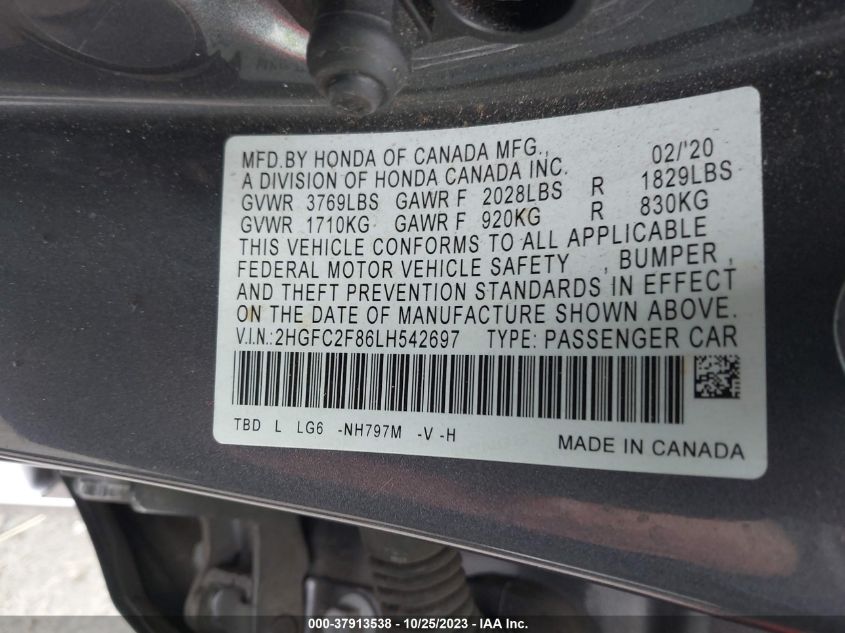 MFD.BY HONDA OF CANADA MFG., 02/'20
A DIVISION OF HONDA CANADA INC.
GVWR 3769LBS GAWR F 2028LBS R 1829LBS
GVWR 1710KG GAWR F 920KG R 830KG
THIS VEHICLE CONFORMS TO ALL APPLICABLE
FEDERAL MOTOR VEHICLE SAFETY , BUMPER ,
AND THEFT PREVENTION STANDARDS IN EFFECT
ON THE DATE OF MANUFACTURE SHOWN ABOVE.
V.I.N.:2HGFC2F86LH542697 TYPE: PASSENGER CAR
TBD L LG6 -NH797M -V -H
MADE IN CANADA
000-37913538 - 10/25/2023 - IAA Inc.